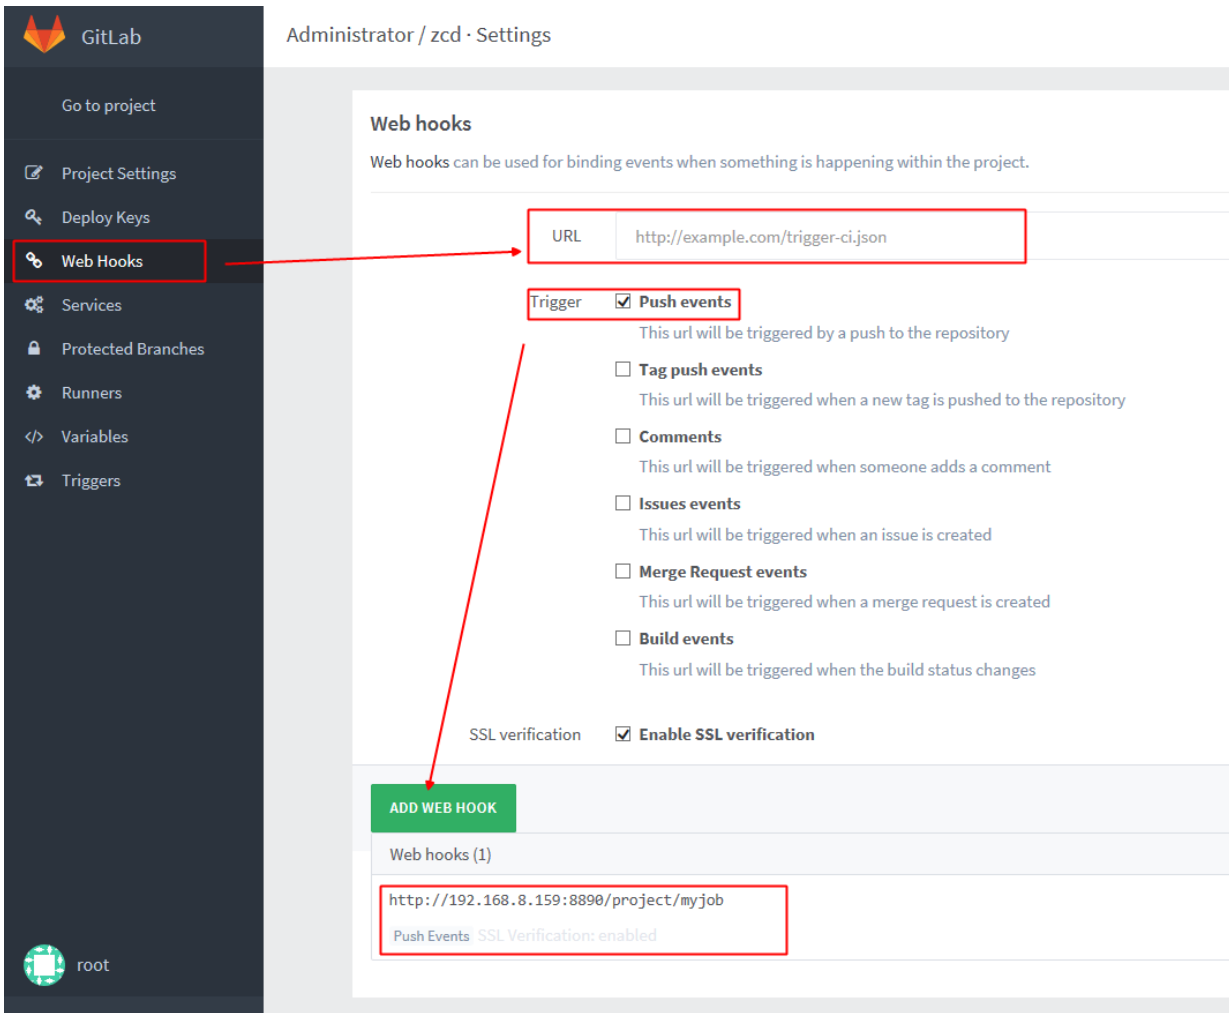 GitLab
Administrator / zcd · Settings
Go to project
Project Settings
Deploy Keys
Web Hooks
Services
Protected Branches
Runners
Variables
Triggers
root
Web hooks
Web hooks can be used for binding events when something is happening within the project.
URL http://example.com/trigger-ci.json
Trigger Push events
This url will be triggered by a push to the repository
Tag push events
This url will be triggered when a new tag is pushed to the repository
Comments
This url will be triggered when someone adds a comment
Issues events
This url will be triggered when an issue is created
Merge Request events
This url will be triggered when a merge request is created
Build events
This url will be triggered when the build status changes
SSL verification Enable SSL verification
ADD WEB HOOK
Web hooks (1)
http://192.168.8.159:8890/project/myjob
Push Events SSL Verification: enabled